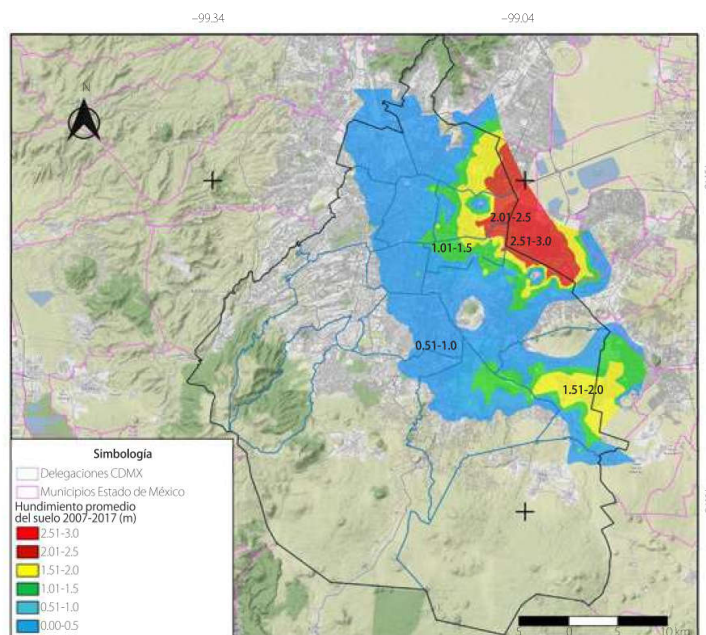 -99.34
-99.04
N
2.01-2.5
2.51-3.0
1.01-1.5
0.51-1.0
1.51-2.0
Simbología
Delegaciones CDMX
Municipios Estado de México
Hundimiento promedio
del suelo 2007-2017 (m)
2.51-3.0
2.01-2.5
1.51-2.0
1.01-1.5
0.51-1.0
0.00-0.5
5
0
5
10 km